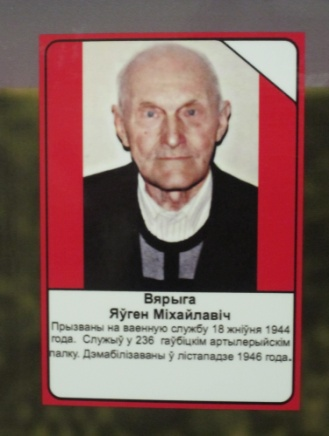 Вярыга
Яўген Міхайлавіч
Прызваны на ваенную службу 18 жніўня 1944
года. Служыў у 236 гаўбіцкім артылерыйскім
палку. Дэмабілізаваны ў лістападзе 1946 года.